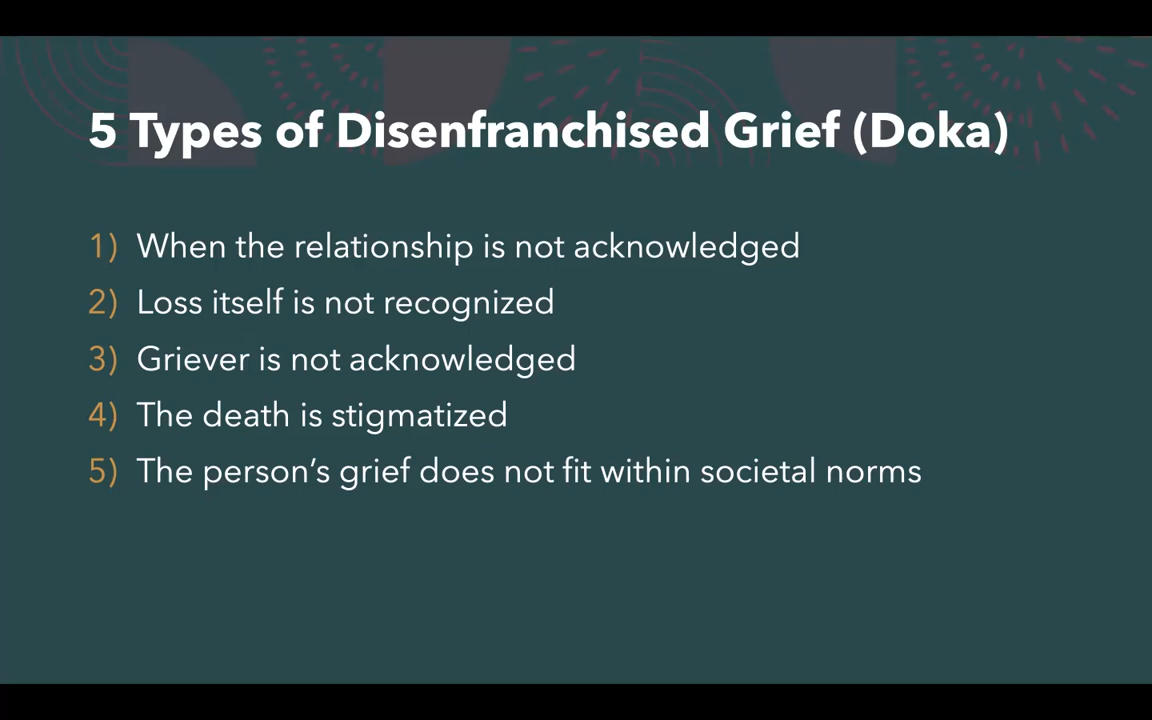 5 Types of Disenfranchised Grief (Doka)
1) When the relationship is not acknowledged
2) Loss itself is not recognized
3) Griever is not acknowledged
4) The death is stigmatized
5) The person’s grief does not fit within societal norms